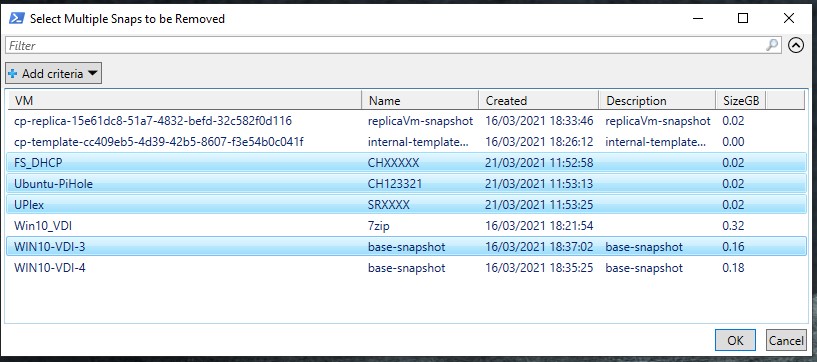 Select Multiple Snaps to be Removed
Filter
Add criteria
VM Name Created Description SizeGB
cp-replica-15e61dc8-51a7-4832-befd-32c582f0d116 replicaVm-snapshot 16/03/2021 18:33:46 replicaVm-snapshot 0.02
cp-template-cc409eb5-4d39-42b5-8607-f3e54b0c041f internal-template... 16/03/2021 18:26:12 internal-template... 0.00
FS_DHCP CHXXXXX 21/03/2021 11:52:58 0.02
Ubuntu-PiHole CH123321 21/03/2021 11:53:13 0.02
UPlex SRXXXX 21/03/2021 11:53:25 0.02
Win10_VDI 7zip 16/03/2021 18:21:54 0.32
WIN10-VDI-3 base-snapshot 16/03/2021 18:37:02 base-snapshot 0.16
WIN10-VDI-4 base-snapshot 16/03/2021 18:35:25 base-snapshot 0.18
OK Cancel